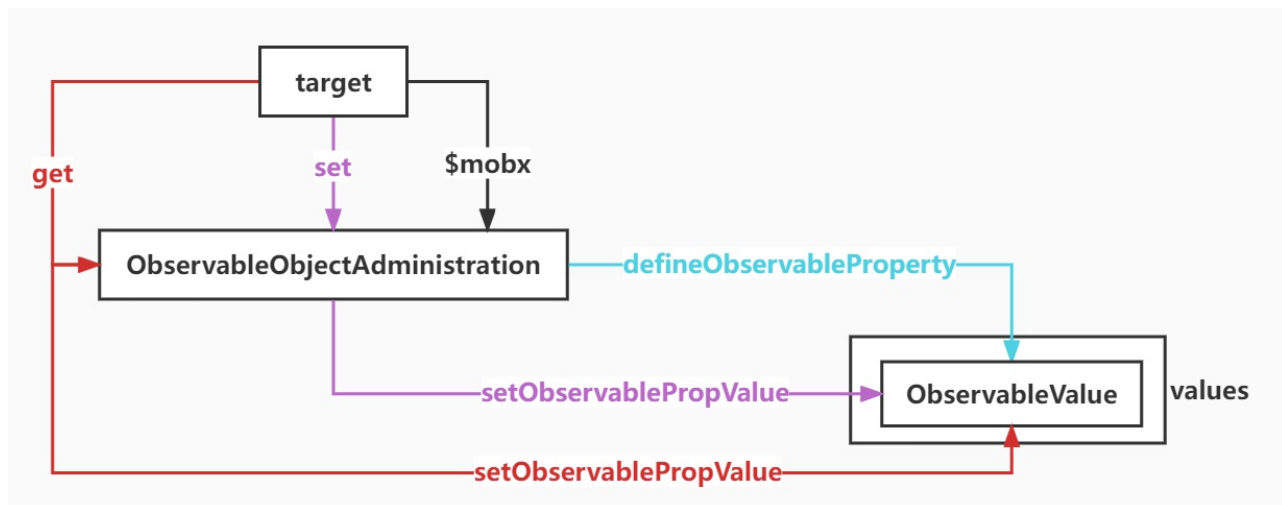 target
get
set
$mobx
ObservableObjectAdministration
defineObservableProperty
setObservablePropValue
ObservableValue
values
setObservablePropValue